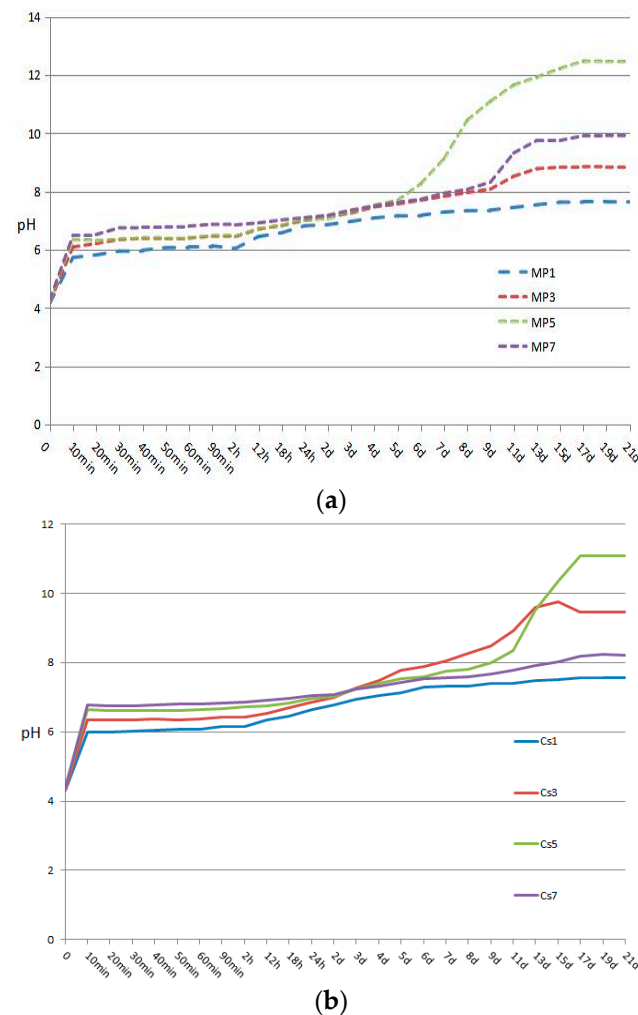 14
12
10
8
pH
6
4
2
0
MP1
MP3
MP5
MP7
0 10min 20min 30min 40min 50min 60min 90min 2h 12h 18h 24h 2d 3d 4d 5d 6d 7d 8d 9d 11d 13d 15d 17d 19d 21d
(a)
12
10
8
pH
6
4
2
0
Cs1
Cs3
Cs5
Cs7
0 10min 20min 30min 40min 50min 60min 90min 2h 12h 18h 24h 2d 3d 4d 5d 6d 7d 8d 9d 11d 13d 15d 17d 19d 21d
(b)